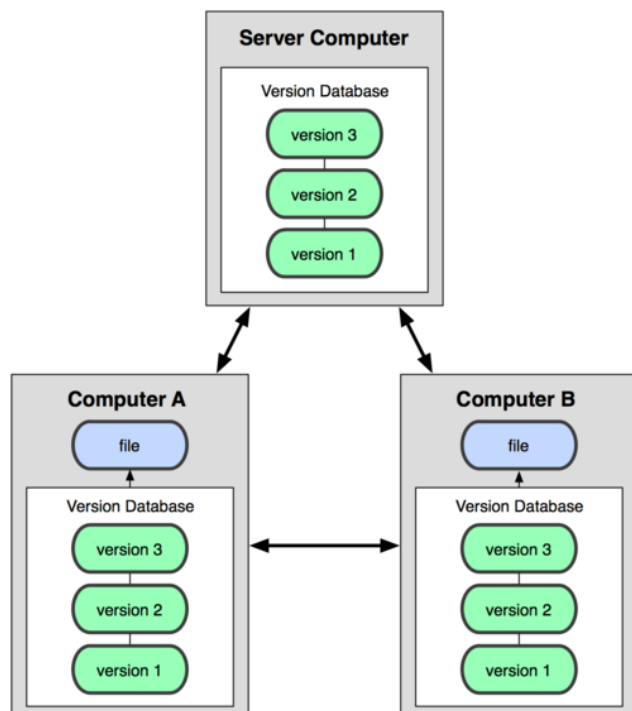 Server Computer
Version Database
version 3
version 2
version 1
Computer A
file
Version Database
version 3
version 2
version 1
Computer B
file
Version Database
version 3
version 2
version 1